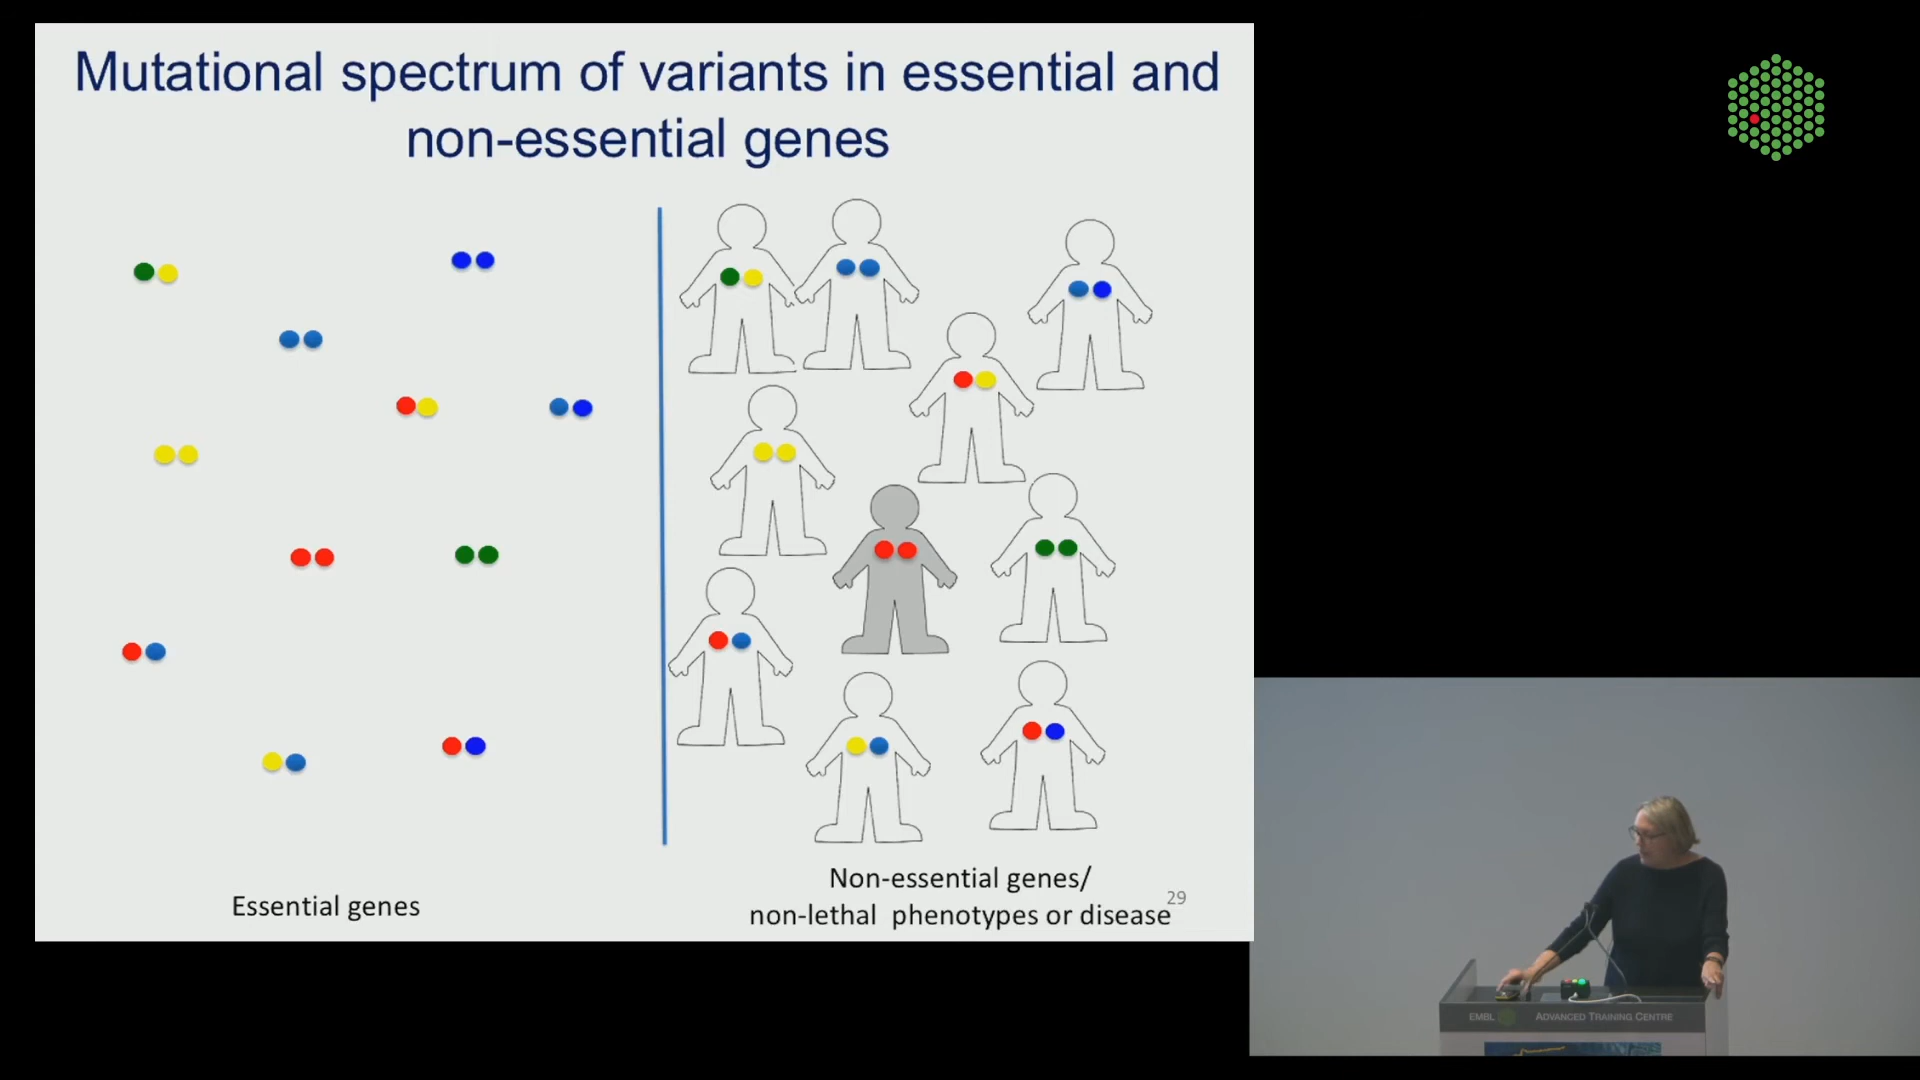 Mutational spectrum of variants in essential and
non-essential genes
Essential genes
Non-essential genes/
non-lethal phenotypes or disease
29
EMBL ADVANCED TRAINING CENTRE